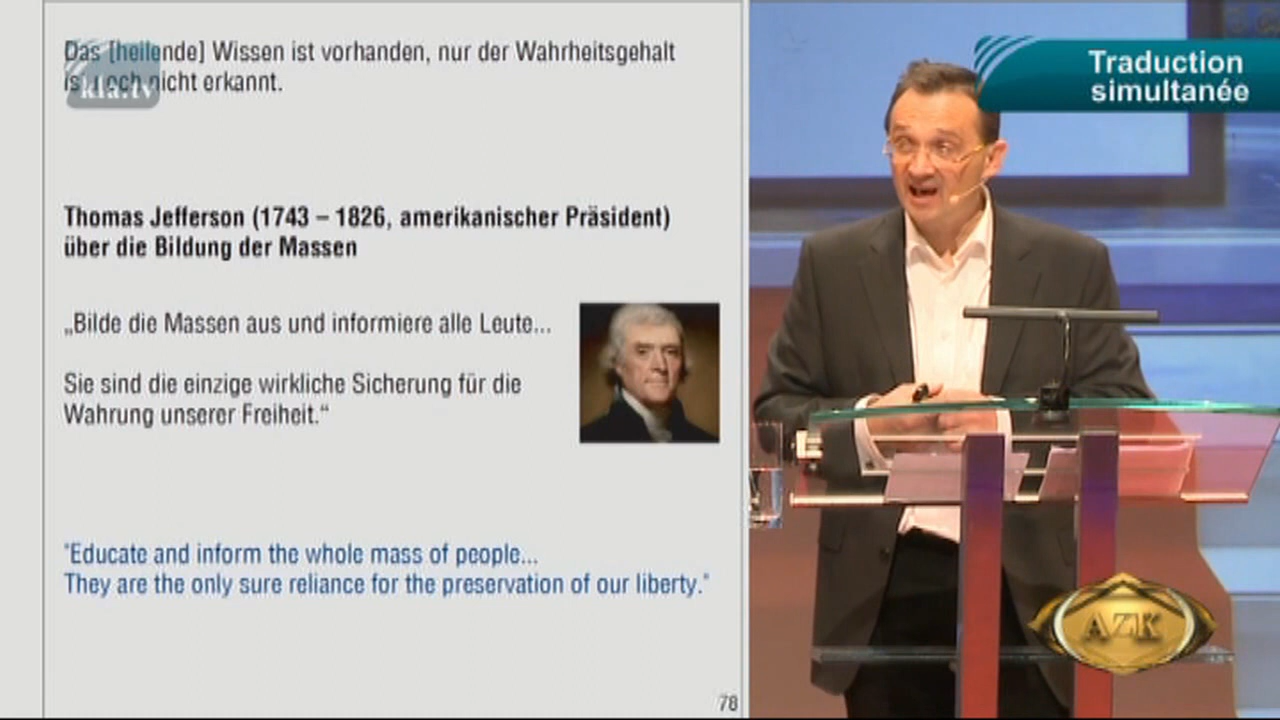 Das [heilende] Wissen ist vorhanden, nur der Wahrheitsgehalt
noch nicht erkannt.
kla.tv
Thomas Jefferson (1743 – 1826, amerikanischer Präsident)
über die Bildung der Massen
„Bilde die Massen aus und informiere alle Leute...
Sie sind die einzige wirkliche Sicherung für die
Wahrung unserer Freiheit.“
"Educate and inform the whole mass of people...
They are the only sure reliance for the preservation of our liberty."
78
Traduction
simultanée
AZK